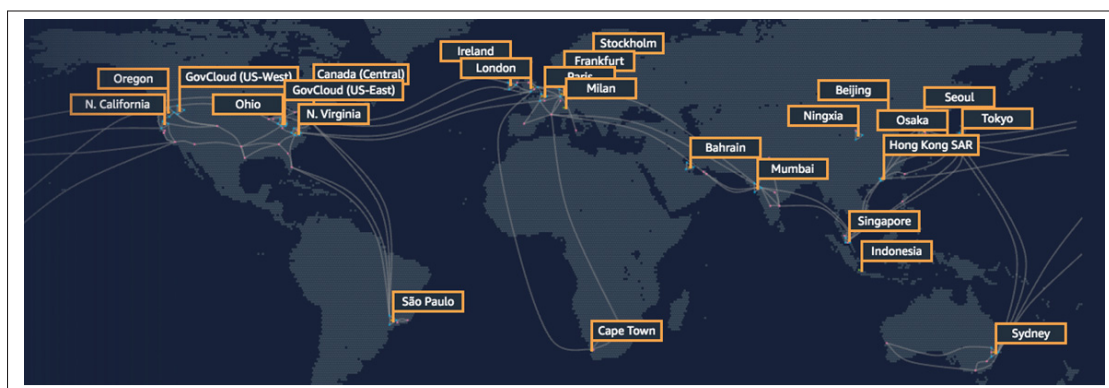 Stockholm
Ireland
Frankfurt
London
Paris
Milan
Oregon
GovCloud (US-West)
Canada (Central)
GovCloud (US-East)
N. California
Ohio
N. Virginia
Beijing
Seoul
Ningxia
Osaka
Tokyo
Hong Kong SAR
Bahrain
Mumbai
Singapore
Indonesia
São Paulo
Cape Town
Sydney